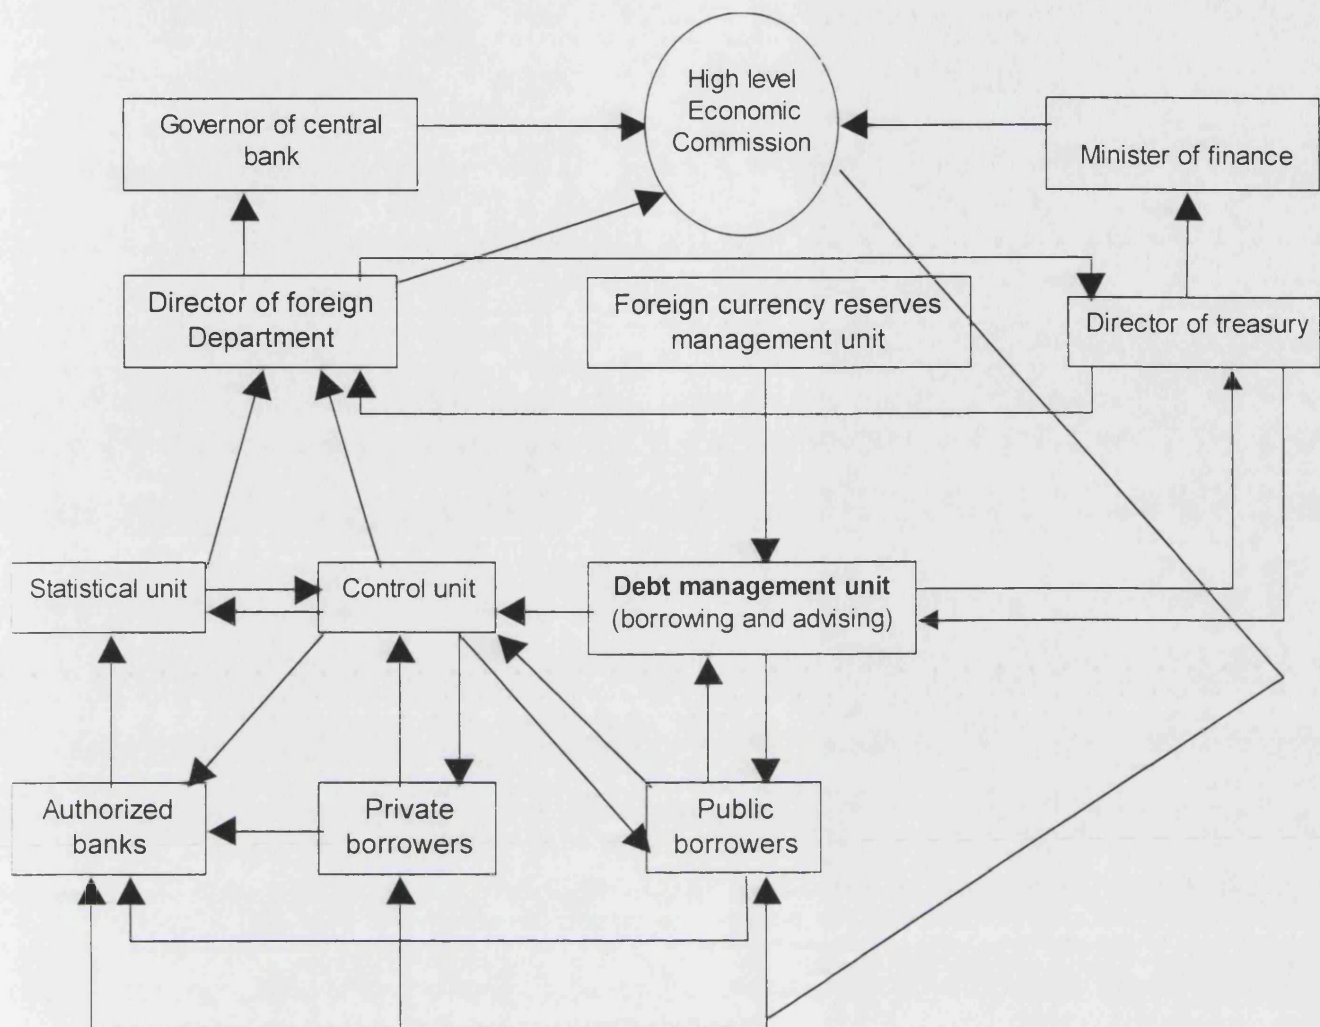 High level
Economic
Commission
Governor of central
bank
Minister of finance
Director of foreign
Department
Foreign currency reserves
management unit
Director of treasury
Statistical unit
Control unit
Debt management unit
(borrowing and advising)
Authorized
banks
Private
borrowers
Public
borrowers